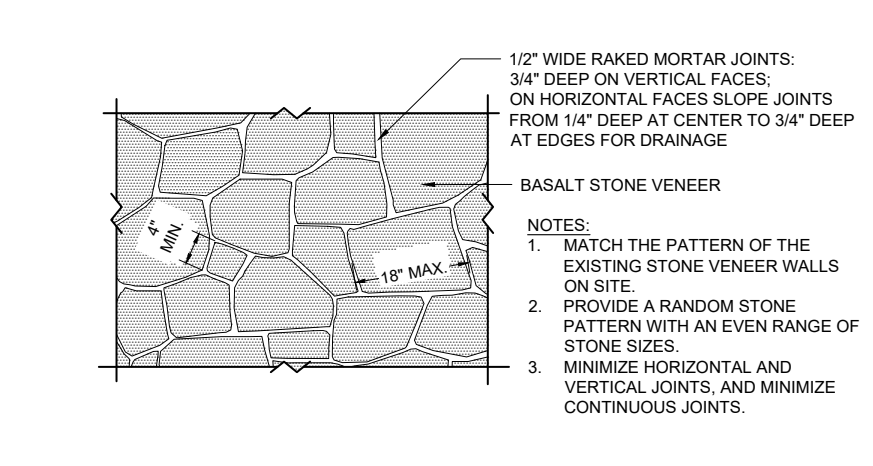 1/2" WIDE RAKED MORTAR JOINTS:
3/4" DEEP ON VERTICAL FACES;
ON HORIZONTAL FACES SLOPE JOINTS
FROM 1/4" DEEP AT CENTER TO 3/4" DEEP
AT EDGES FOR DRAINAGE
BASALT STONE VENEER
4"
MIN.
18" MAX.
NOTES:
1. MATCH THE PATTERN OF THE
EXISTING STONE VENEER WALLS
ON SITE.
2. PROVIDE A RANDOM STONE
PATTERN WITH AN EVEN RANGE OF
STONE SIZES.
3. MINIMIZE HORIZONTAL AND
VERTICAL JOINTS, AND MINIMIZE
CONTINUOUS JOINTS.